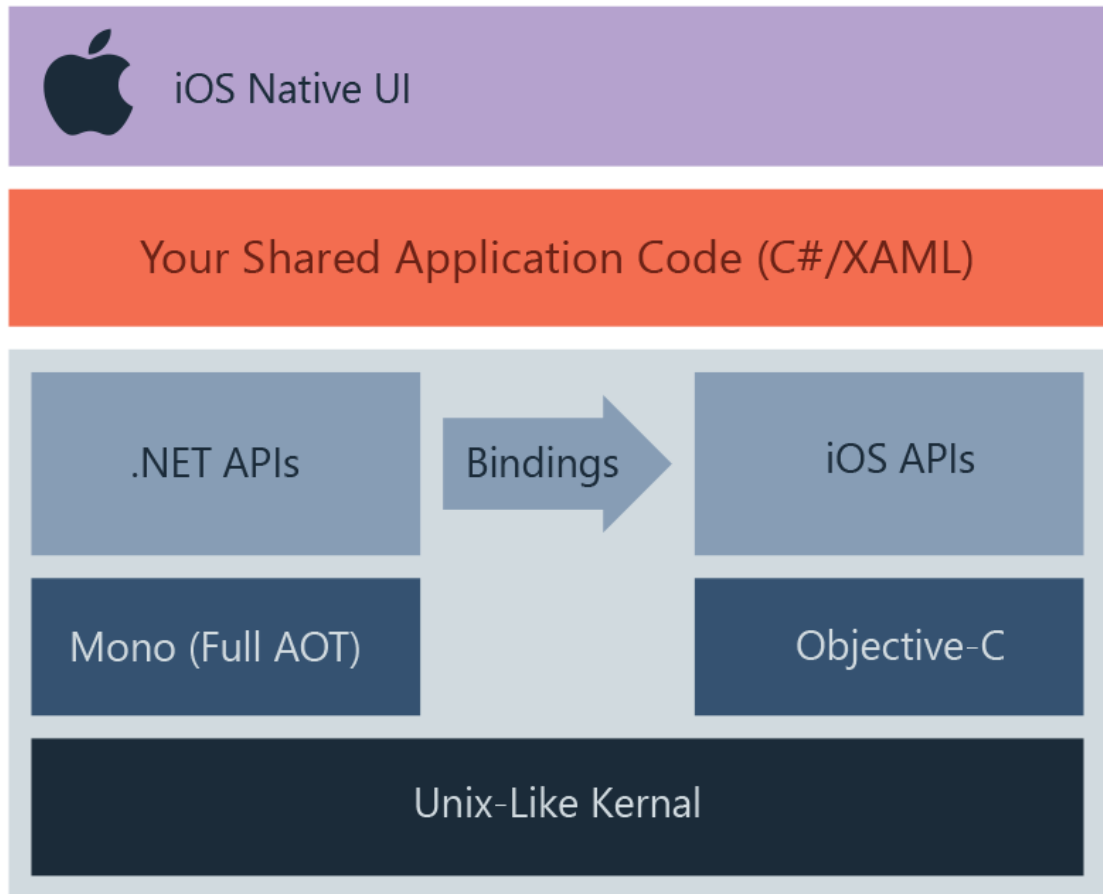 iOS Native UI
Your Shared Application Code (C#/XAML)
.NET APIs
Bindings
iOS APIs
Mono (Full AOT)
Objective-C
Unix-Like Kernal